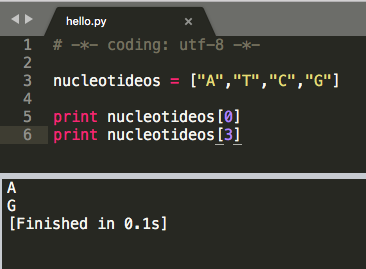 hello.py
1 # -*- coding: utf-8 -*-
2
3 nucleotideos = ["A","T","C","G"]
4
5 print nucleotideos[0]
6 print nucleotideos[3]
A
G
[Finished in 0.1s]